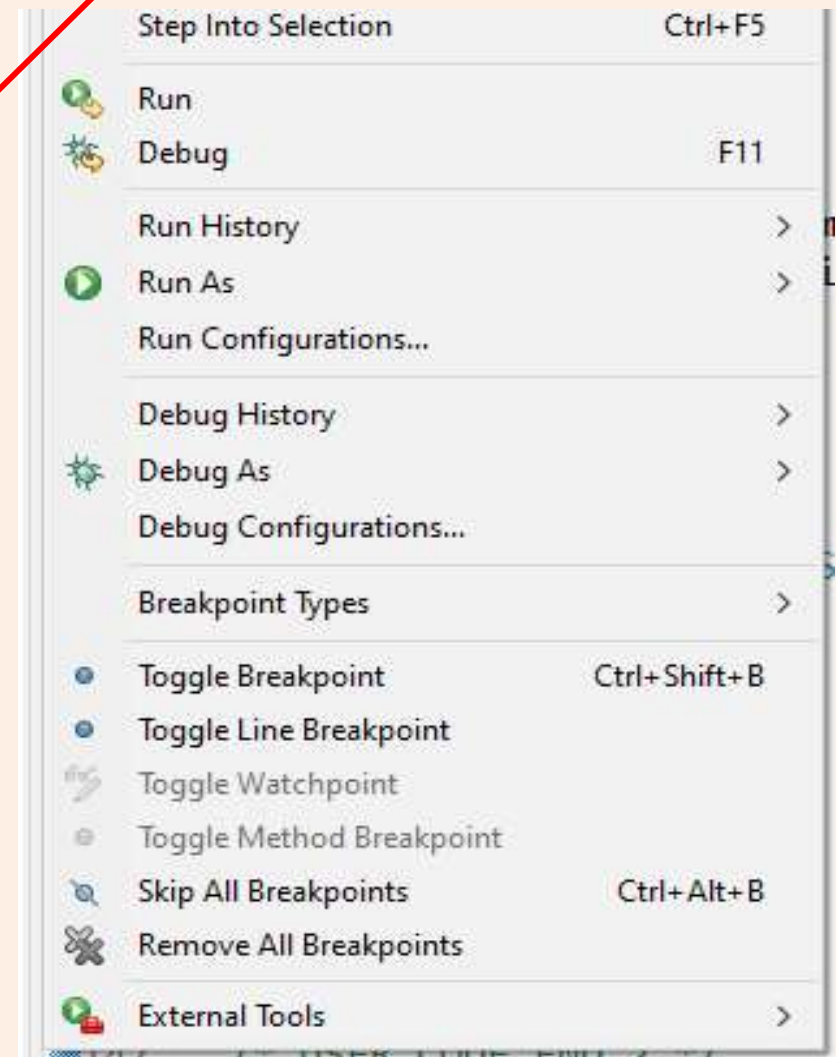 Step Into Selection Ctrl+F5
Run
Debug F11
Run History >
Run As >
Run Configurations...
Debug History >
Debug As >
Debug Configurations...
Breakpoint Types >
Toggle Breakpoint Ctrl+Shift+B
Toggle Line Breakpoint
Toggle Watchpoint
Toggle Method Breakpoint
Skip All Breakpoints Ctrl+Alt+B
Remove All Breakpoints
External Tools >